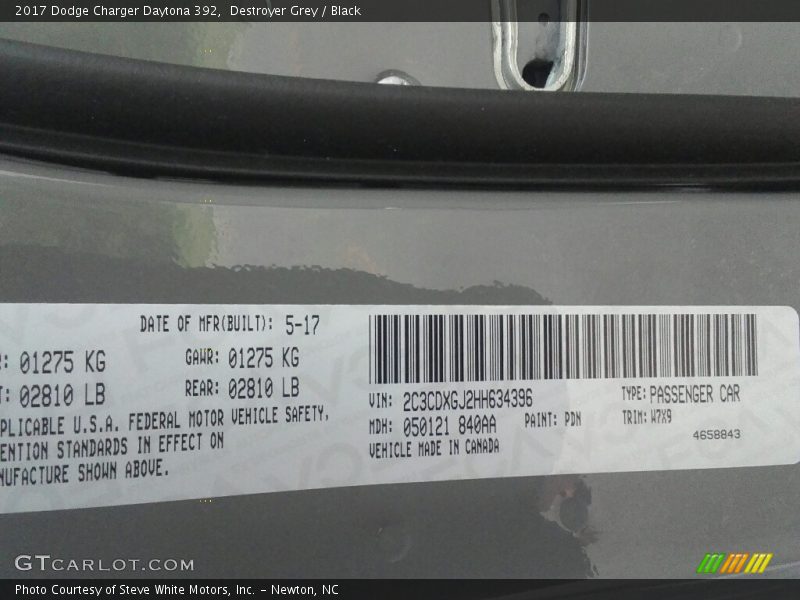 2017 Dodge Charger Daytona 392,  Destroyer Grey / Black
DATE OF MFR(BUILT): 5-17
: 01275 KG GAWR: 01275 KG
: 02810 LB REAR: 02810 LB
PLICABLE U.S.A. FEDERAL MOTOR VEHICLE SAFETY,
ENTION STANDARDS IN EFFECT ON
NUFACTURE SHOWN ABOVE.
VIN: 2C3CDXGJ2HH634396 TYPE: PASSENGER CAR
MDH: 050121 840AA PAINT: PDN TRIM: W7X9
VEHICLE MADE IN CANADA 4658843
GTCARLOT.COM
Photo Courtesy of Steve White Motors, Inc. – Newton, NC